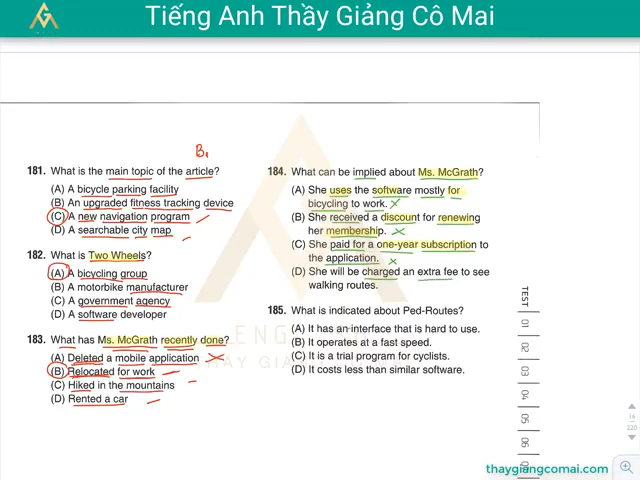 Tiếng Anh Thầy Giảng Cô Mai
B,
181. What is the main topic of the article?
(A) A bicycle parking facility
(B) An upgraded fitness tracking device
(C) A new navigation program
(D) A searchable city map
182. What is Two Wheels?
(A) A bicycling group
(B) A motorbike manufacturer
(C) A government agency
(D) A software developer
183. What has Ms. McGrath recently done?
(A) Deleted a mobile application
(B) Relocated for work
(C) Hiked in the mountains
(D) Rented a car
184. What can be implied about Ms. McGrath?
(A) She uses the software mostly for
bicycling to work.
(B) She received a discount for renewing
her membership.
(C) She paid for a one-year subscription to
the application.
(D) She will be charged an extra fee to see
walking routes.
185. What is indicated about Ped-Routes?
(A) It has an interface that is hard to use.
(B) It operates at a fast speed.
(C) It is a trial program for cyclists.
(D) It costs less than similar software.
TEST
01
02
03
04
05
06
16
220
thaygiangcomai.com